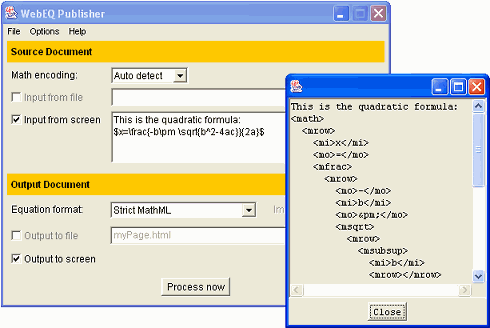 WebEQ Publisher
File Options Help
Source Document
Math encoding: Auto detect
Input from file
Input from screen
This is the quadratic formula:
$x=\frac{-b\pm \sqrt{b^2-4ac}}{2a}$
Output Document
Equation format: Strict MathML
Output to file myPage.html
Output to screen
Process now
This is the quadratic formula:
<math>
<mrow>
<mi>x</mi>
<mo>=</mo>
<mfrac>
<mrow>
<mo>-</mo>
<mi>b</mi>
<mo>&pm;</mo>
<msqrt>
<mrow>
<msubsup>
<mi>b</mi>
<mrow></mrow>
Close